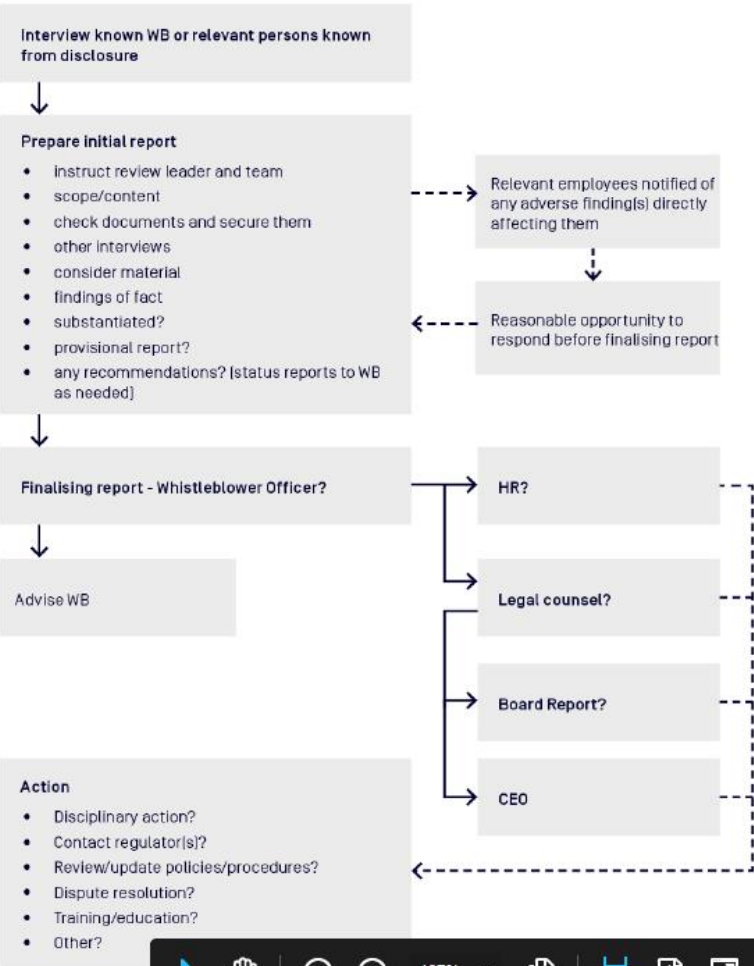 Interview known WB or relevant persons known
from disclosure
Prepare initial report
• instruct review leader and team
• scope/content
• check documents and secure them
• other interviews
• consider material
• findings of fact
• substantiated?
• provisional report?
• any recommendations? (status reports to WB
as needed)
Relevant employees notified of
any adverse finding(s) directly
affecting them
Reasonable opportunity to
respond before finalising report
Finalising report - Whistleblower Officer?
HR?
Advise WB
Legal counsel?
Board Report?
CEO
Action
• Disciplinary action?
• Contact regulator(s)?
• Review/update policies/procedures?
• Dispute resolution?
• Training/education?
• Other?